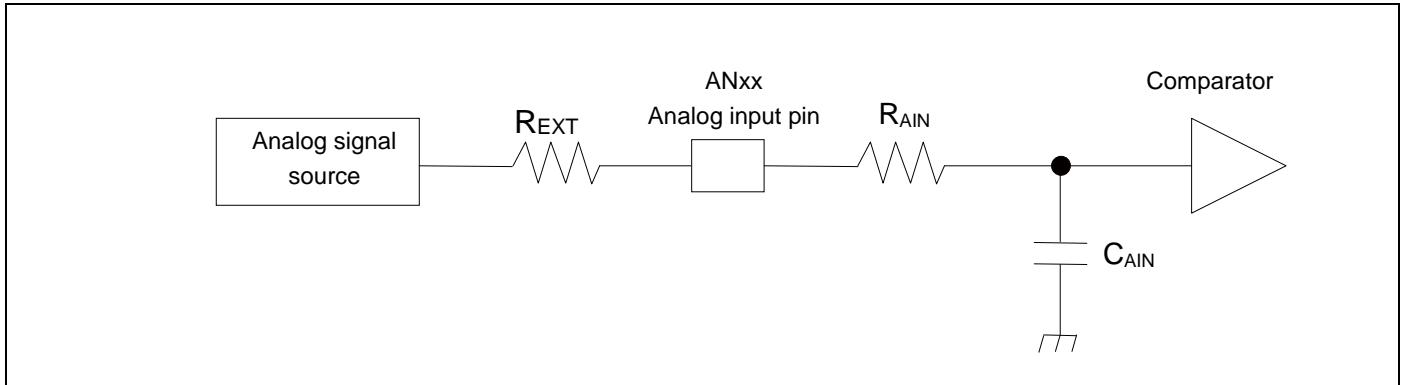 ANxx
Analog input pin
Comparator
Analog signal
source
REXT
RAIN
CAIN